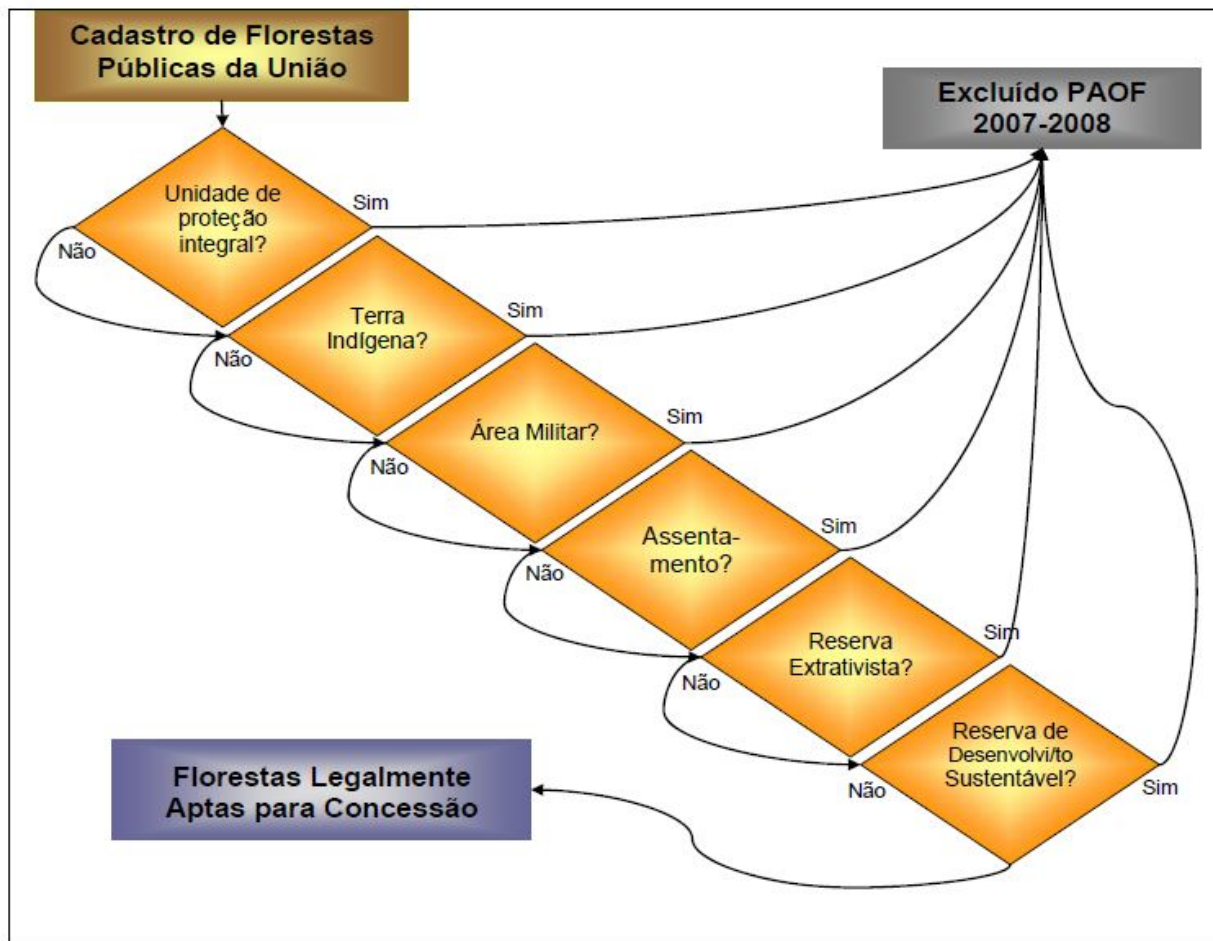 Cadastro de Florestas
Públicas da União
Excluído PAOF
2007-2008
Unidade de
proteção
integral?
Sim
Não
Terra
Indígena?
Sim
Não
Área Militar?
Sim
Não
Assenta-
mento?
Sim
Não
Reserva
Extrativista?
Sim
Não
Reserva de
Desenvolvi/to
Sustentável?
Sim
Não
Florestas Legalmente
Aptas para Concessão